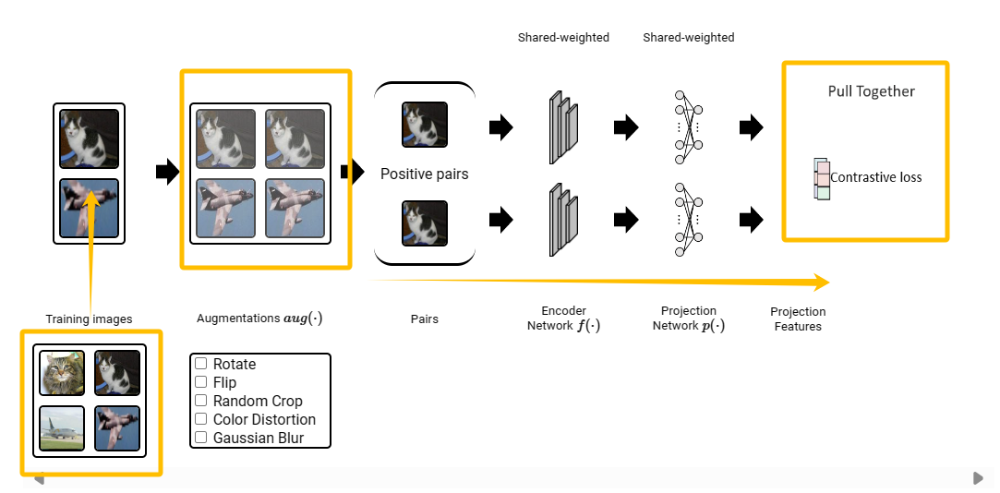 Shared-weighted
Shared-weighted
Pull Together
Positive pairs
Contrastive loss
Training images
Augmentations aug(·)
Pairs
Encoder
Network f(·)
Projection
Network p(·)
Projection
Features
Rotate
Flip
Random Crop
Color Distortion
Gaussian Blur